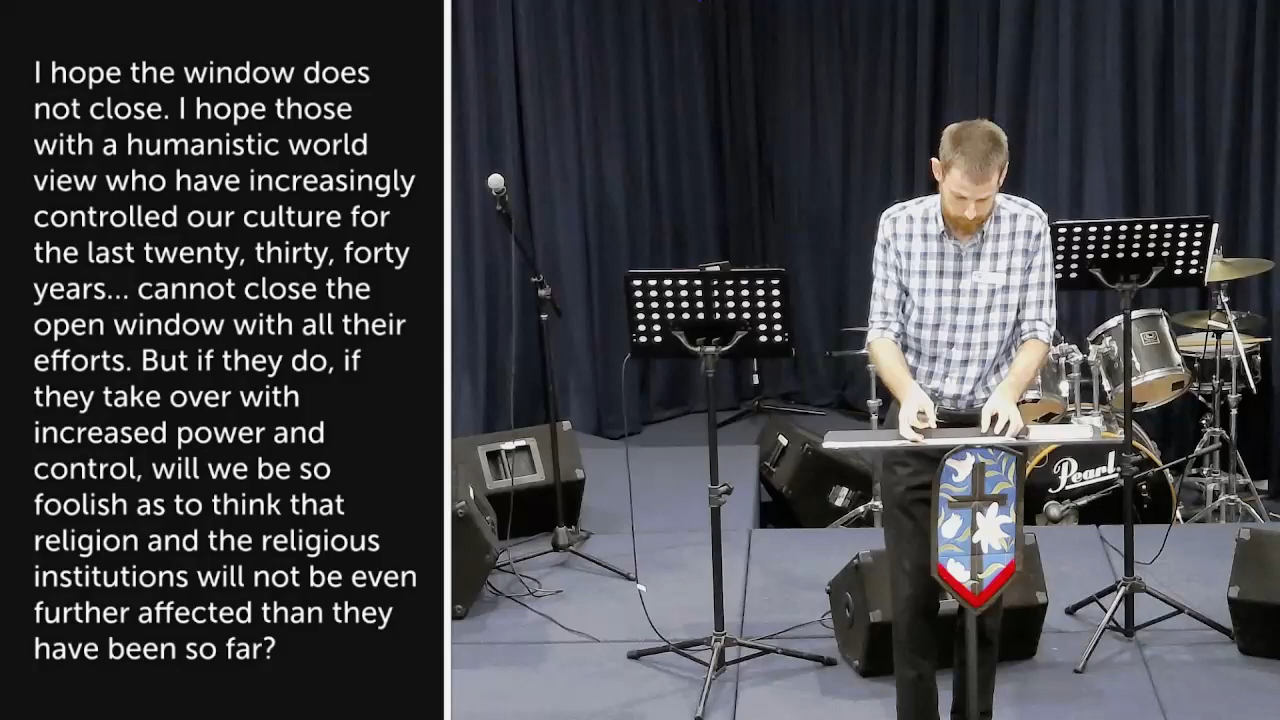 I hope the window does
not close. I hope those
with a humanistic world
view who have increasingly
controlled our culture for
the last twenty, thirty, forty
years... cannot close the
open window with all their
efforts. But if they do, if
they take over with
increased power and
control, will we be so
foolish as to think that
religion and the religious
institutions will not be even
further affected than they
have been so far?
Pearl